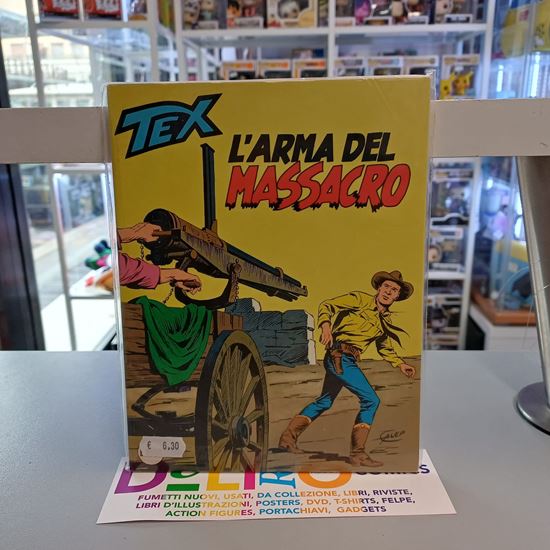 TEX
L'ARMA DEL
MASSACRO
GALEP
€ 6,30
FUMETTI NUOVI, USATI, DA COLLEZIONE, LIBRI, RIVISTE,
LIBRI D'ILLUSTRAZIONI, POSTERS, DVD, T-SHIRTS, FELPE,
ACTION FIGURES, PORTACHIAVI, GADGETS